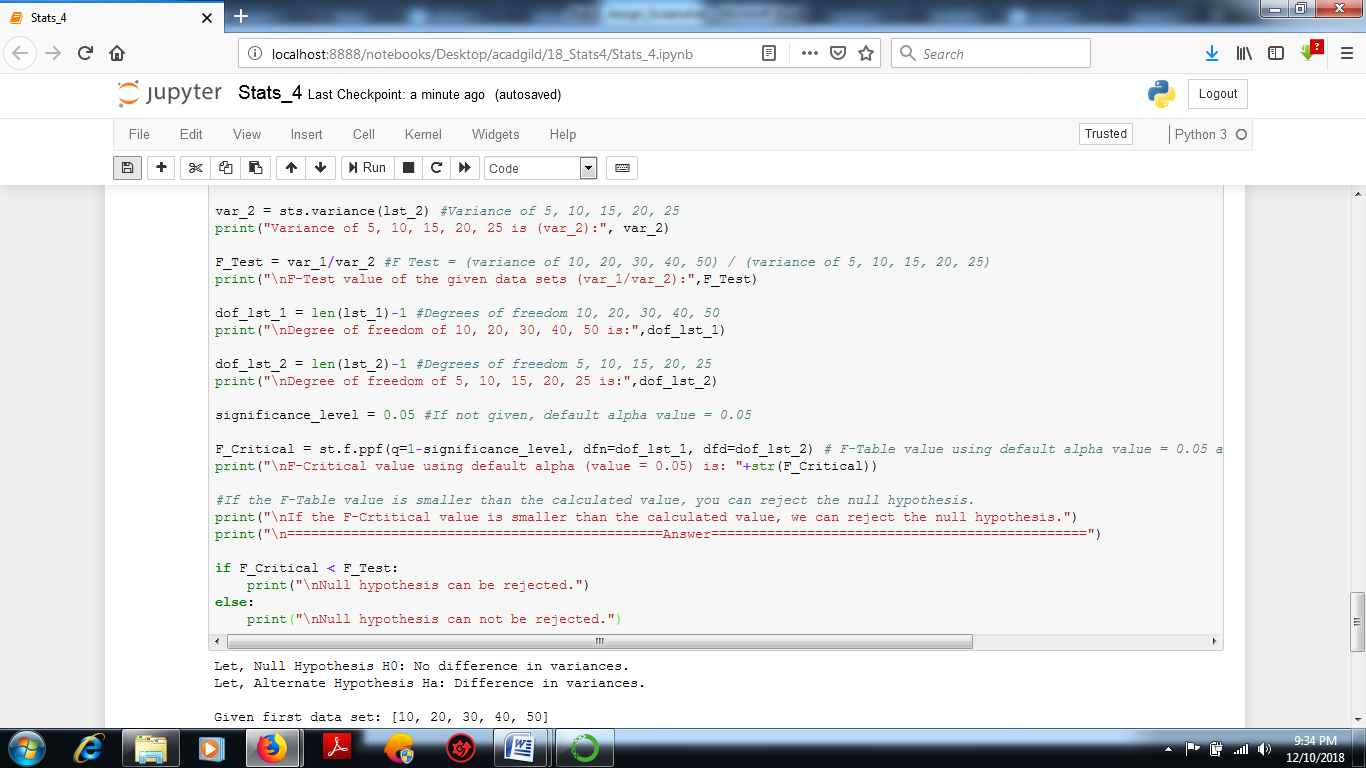 Stats_4
localhost:8888/notebooks/Desktop/acadgild/18_Stats4/Stats_4.ipynb
Search
?
jupyter Stats_4 Last Checkpoint: a minute ago (autosaved)
Logout
File Edit View Insert Cell Kernel Widgets Help
Trusted
Python 3
Run
Code
var_2 = sts.variance(lst_2) #Variance of 5, 10, 15, 20, 25
print("Variance of 5, 10, 15, 20, 25 is (var_2):", var_2)
F_Test = var_1/var_2 #F Test = (variance of 10, 20, 30, 40, 50) / (variance of 5, 10, 15, 20, 25)
print("\nF-Test value of the given data sets (var_1/var_2):",F_Test)
dof_lst_1 = len(lst_1)-1 #Degrees of freedom 10, 20, 30, 40, 50
print("\nDegree of freedom of 10, 20, 30, 40, 50 is:",dof_lst_1)
dof_lst_2 = len(lst_2)-1 #Degrees of freedom 5, 10, 15, 20, 25
print("\nDegree of freedom of 5, 10, 15, 20, 25 is:",dof_lst_2)
significance_level = 0.05 #If not given, default alpha value = 0.05
F_Critical = st.f.ppf(q=1-significance_level, dfn=dof_lst_1, dfd=dof_lst_2) # F-Table value using default alpha value = 0.05 a
print("\nF-Critical value using default alpha (value = 0.05) is: "+str(F_Critical))
#If the F-Table value is smaller than the calculated value, you can reject the null hypothesis.
print("\nIf the F-Crtitical value is smaller than the calculated value, we can reject the null hypothesis.")
print("\n===============================================Answer===============================================")
if F_Critical < F_Test:
    print("\nNull hypothesis can be rejected.")
else:
    print("\nNull hypothesis can not be rejected.")
Let, Null Hypothesis H0: No difference in variances.
Let, Alternate Hypothesis Ha: Difference in variances.
Given first data set: [10, 20, 30, 40, 50]
9:34 PM
12/10/2018